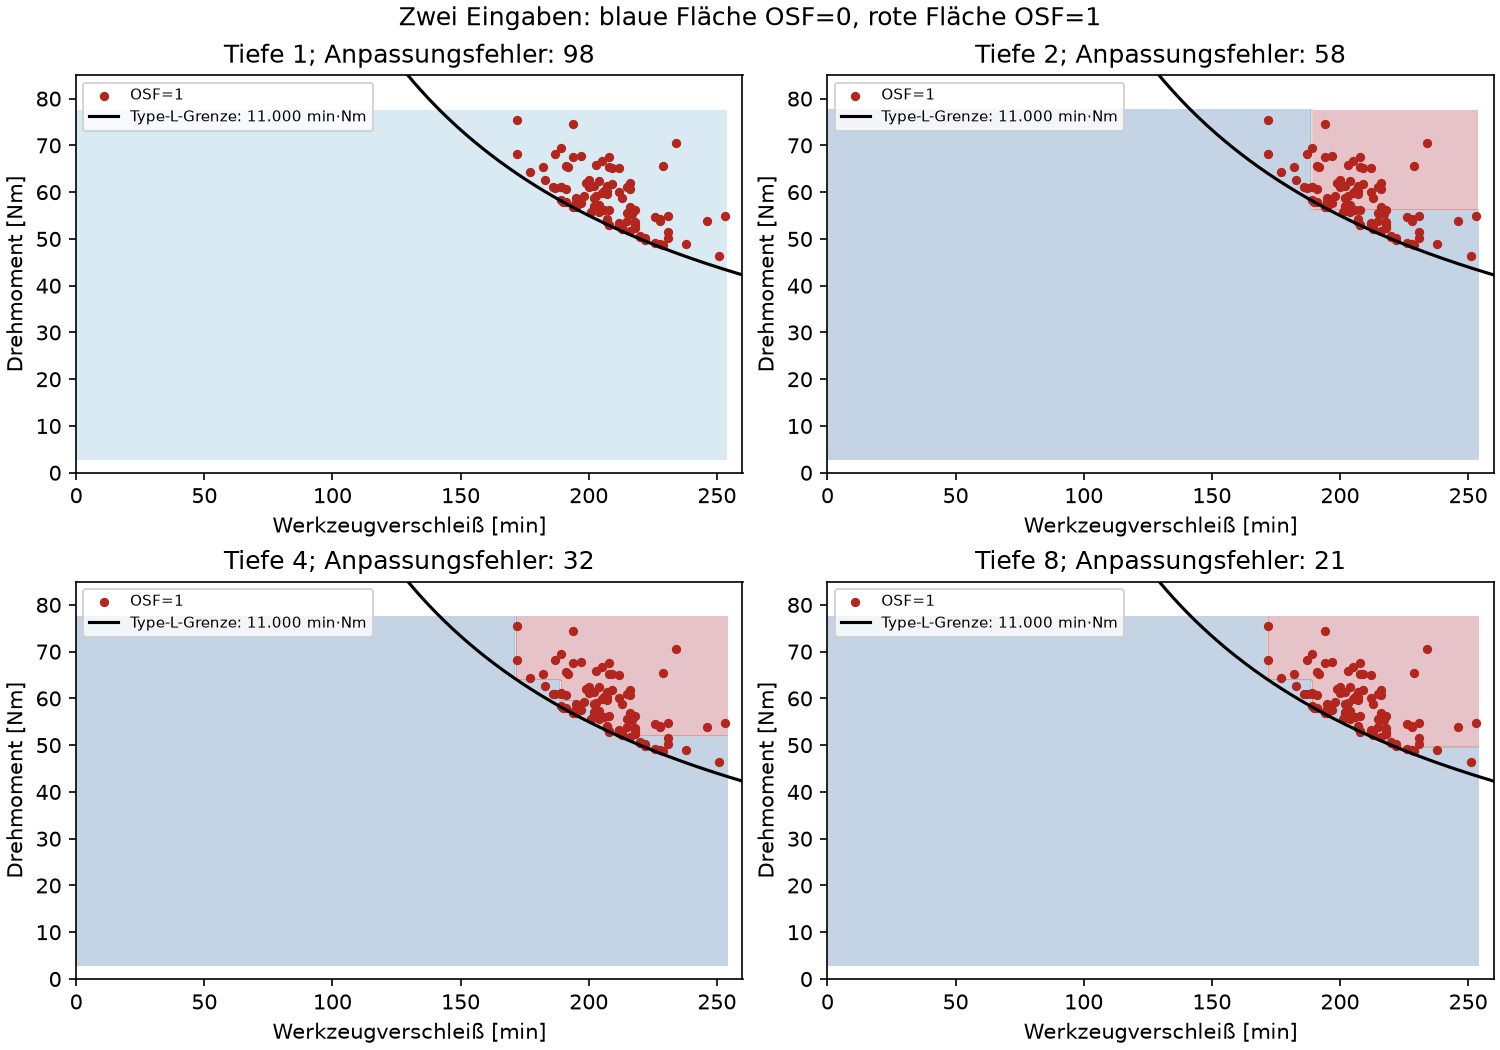 Zwei Eingaben: blaue Fläche OSF=0, rote Fläche OSF=1
Tiefe 1; Anpassungsfehler: 98
OSF=1
Type-L-Grenze: 11.000 min·Nm
Drehmoment [Nm]
80
70
60
50
40
30
20
10
0
0 50 100 150 200 250
Werkzeugverschleiß [min]
Tiefe 2; Anpassungsfehler: 58
OSF=1
Type-L-Grenze: 11.000 min·Nm
Drehmoment [Nm]
80
70
60
50
40
30
20
10
0
0 50 100 150 200 250
Werkzeugverschleiß [min]
Tiefe 4; Anpassungsfehler: 32
OSF=1
Type-L-Grenze: 11.000 min·Nm
Drehmoment [Nm]
80
70
60
50
40
30
20
10
0
0 50 100 150 200 250
Werkzeugverschleiß [min]
Tiefe 8; Anpassungsfehler: 21
OSF=1
Type-L-Grenze: 11.000 min·Nm
Drehmoment [Nm]
80
70
60
50
40
30
20
10
0
0 50 100 150 200 250
Werkzeugverschleiß [min]